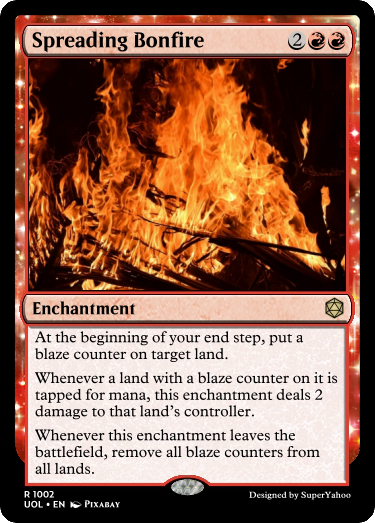 Spreading Bonfire 2
Enchantment
At the beginning of your end step, put a
blaze counter on target land.
Whenever a land with a blaze counter on it is
tapped for mana, this enchantment deals 2
damage to that land's controller.
Whenever this enchantment leaves the
battlefield, remove all blaze counters from
all lands.
R 1002
UOL • EN Pixabay
Designed by SuperYahoo